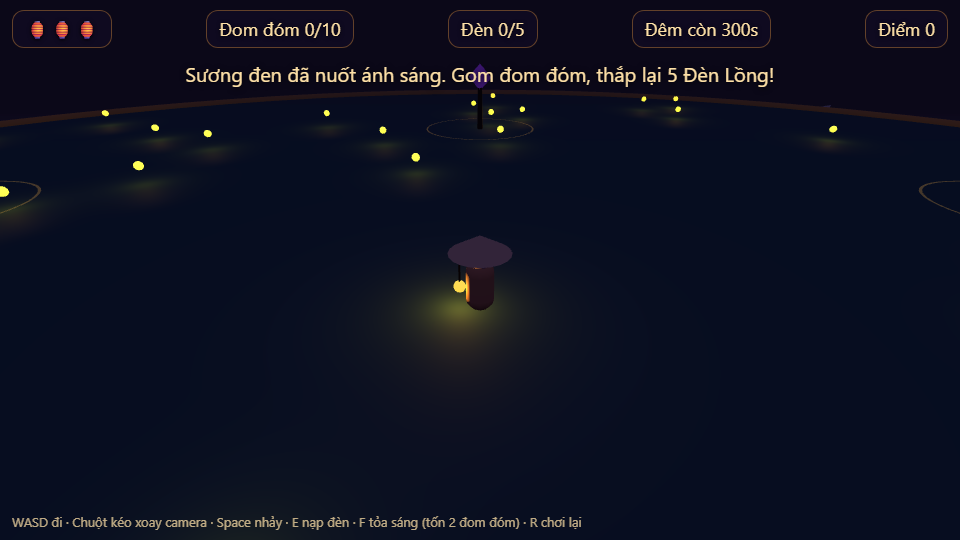 Đom đóm 0/10
Đèn 0/5
Đêm còn 300s
Điểm 0
Sương đen đã nuốt ánh sáng. Gom đom đóm, thắp lại 5 Đèn Lồng!
WASD đi · Chuột kéo xoay camera · Space nhảy · E nạp đèn · F tỏa sáng (tốn 2 đom đóm) · R chơi lại